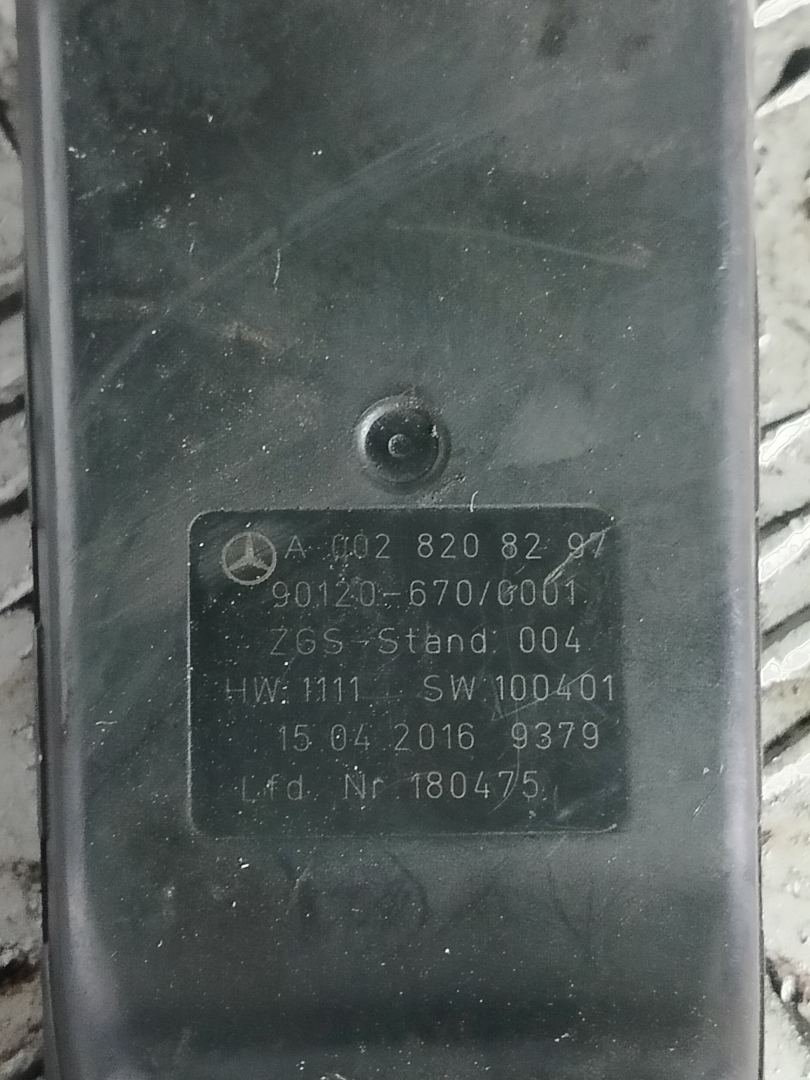 A 002 820 82 97
90120-670/0001
ZGS-Stand: 004
HW: 1111 SW: 100401
15.04.2016 9379
Lfd. Nr. 180475